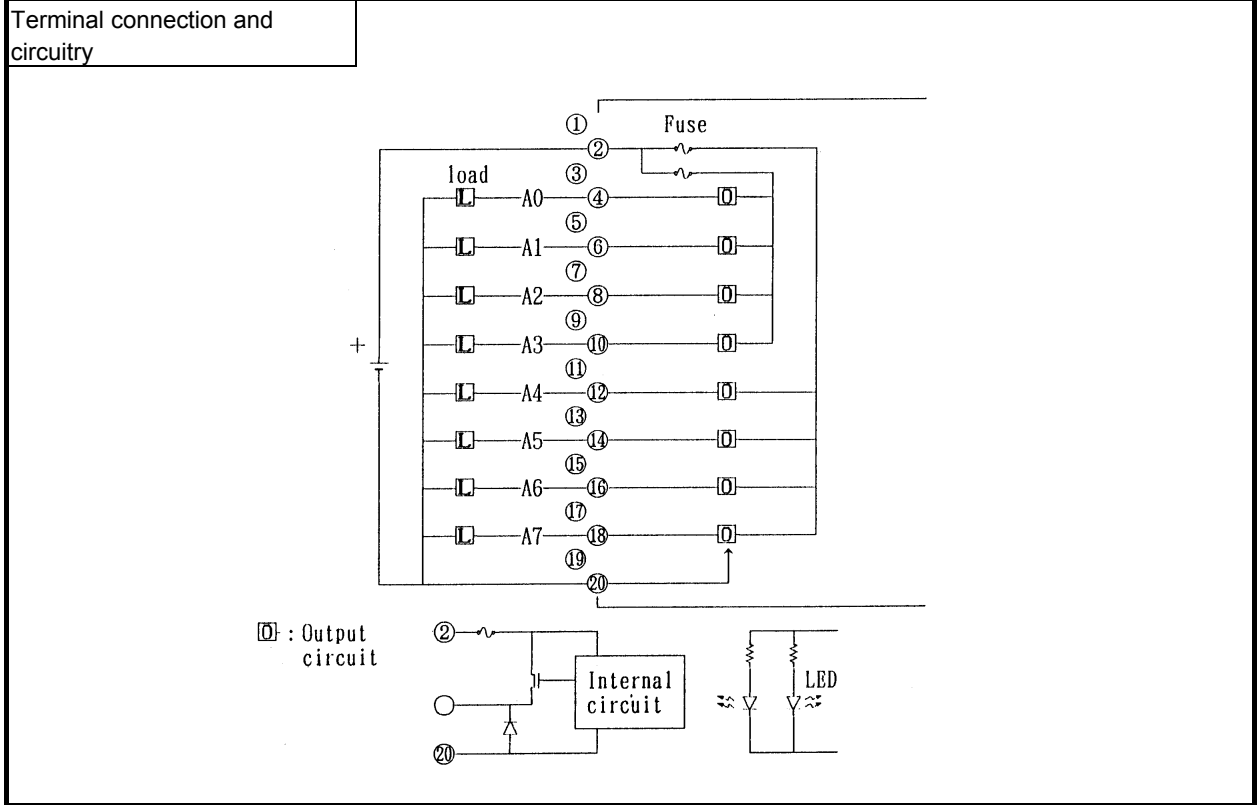 Terminal connection and
circuitry
①
Fuse
②
load
③
L A0 ④ O
⑤
L A1 ⑥ O
⑦
L A2 ⑧ O
⑨
+
L A3 ⑩ O
⑪
L A4 ⑫ O
⑬
L A5 ⑭ O
⑮
L A6 ⑯ O
⑰
L A7 ⑱ O
⑲
⑳
O : Output
circuit
②
Internal
circuit
LED
⑳